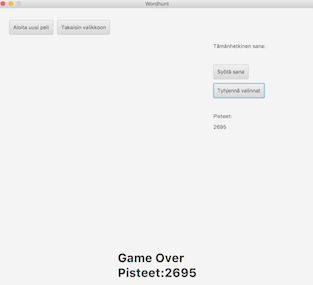 Wordhunt
Aloita uusi peli Takaisin valikkoon
Tämänhetkinen sana:
Syötä sana
Tyhjennä valinnat
Pisteet:
2695
Game Over
Pisteet:2695